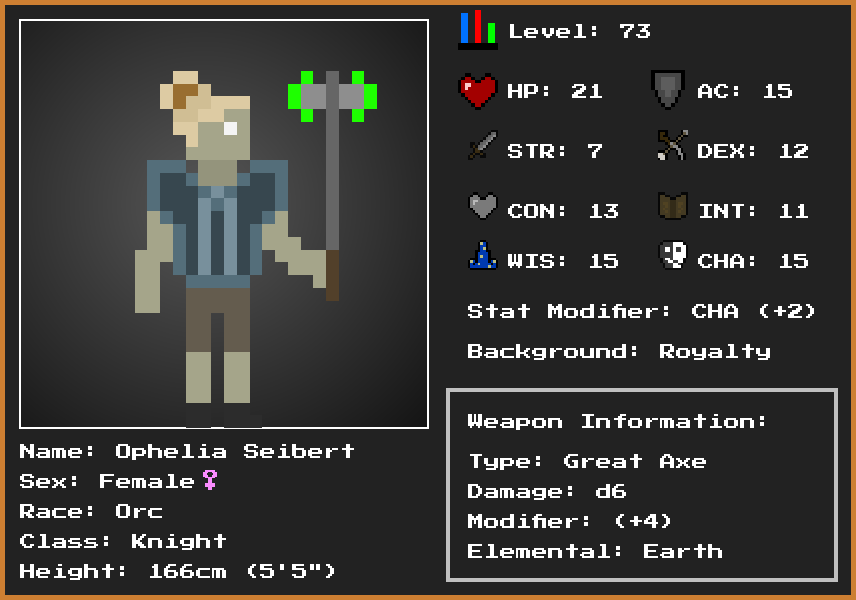 Level: 73
HP: 21
AC: 15
STR: 7
DEX: 12
CON: 13
INT: 11
WIS: 15
CHA: 15
Stat Modifier: CHA (+2)
Background: Royalty
Weapon Information:
Type: Great Axe
Damage: d6
Modifier: (+4)
Elemental: Earth
Name: Ophelia Seibert
Sex: Female♀
Race: Orc
Class: Knight
Height: 166cm (5'5")